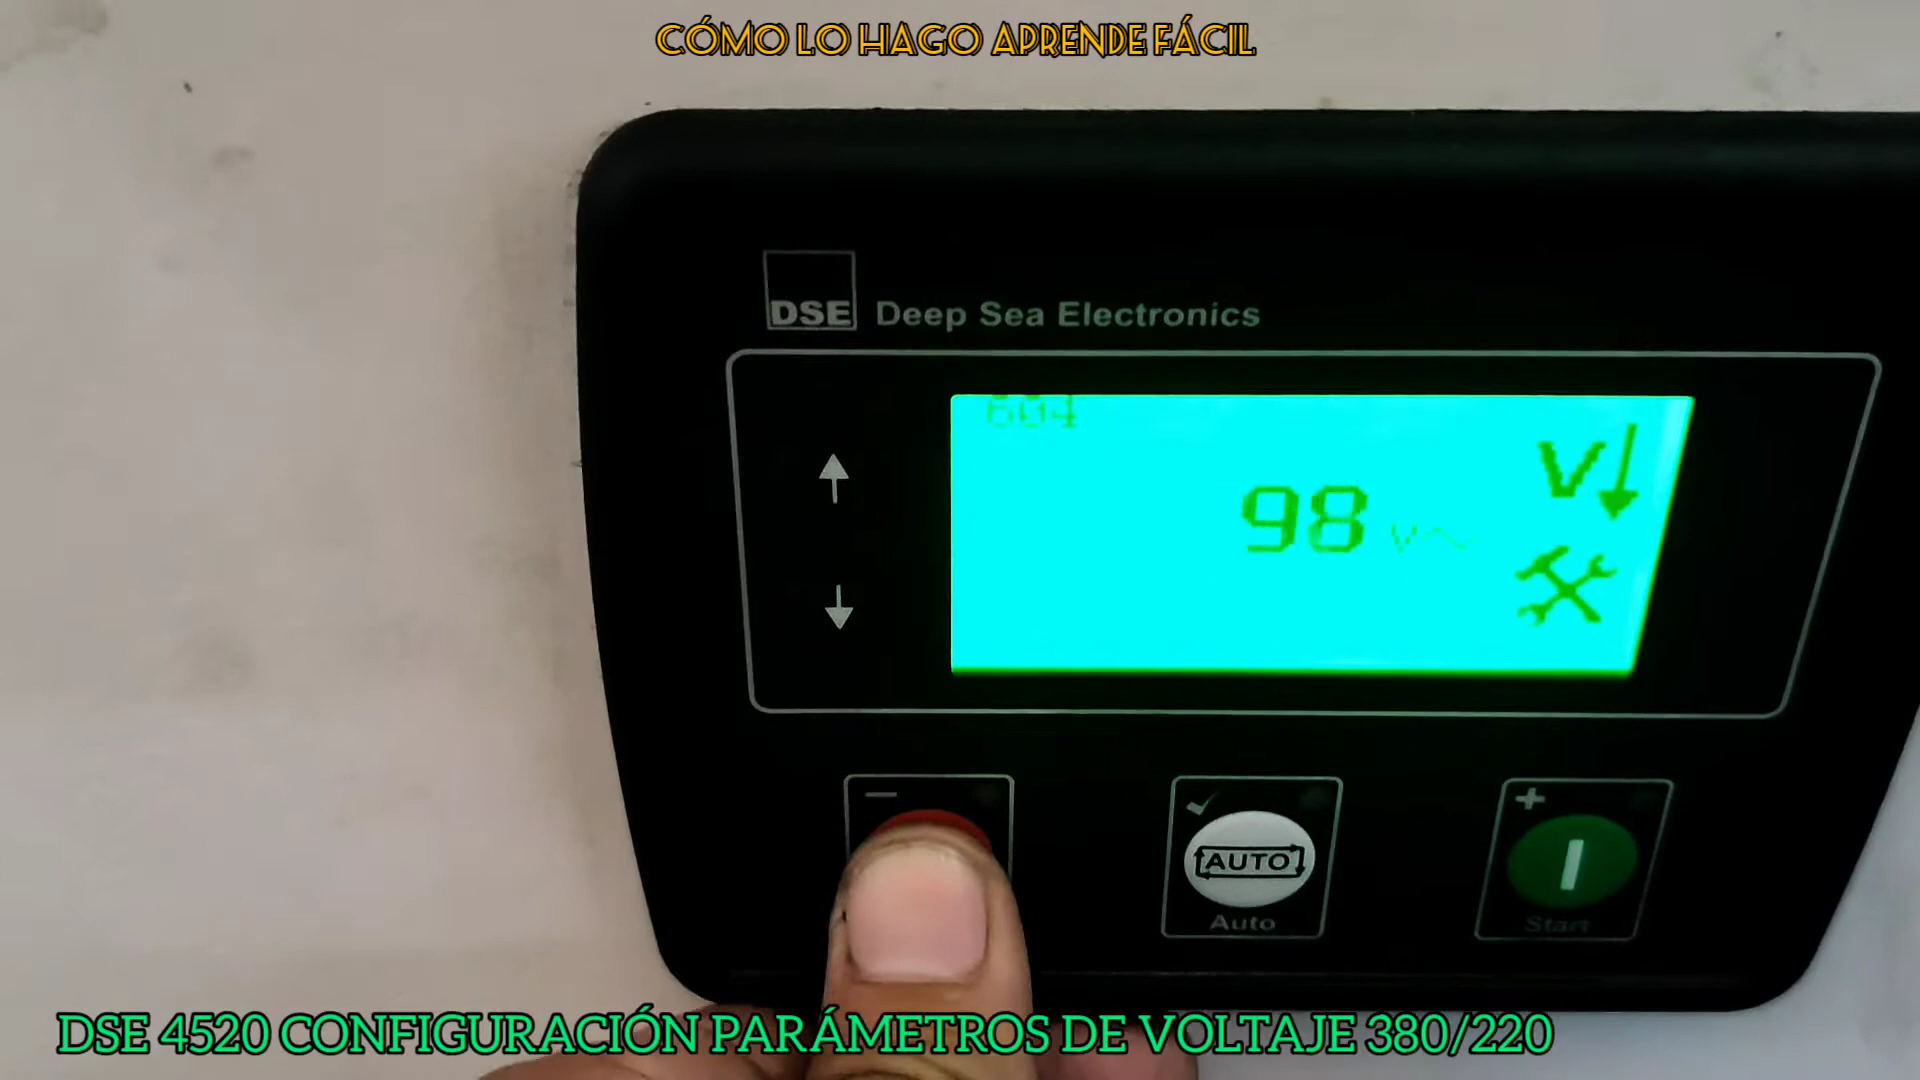 CÓMO LO HAGO APRENDE FÁCIL
DSE Deep Sea Electronics
604
98 V~
V
− ✓ +
AUTO
Auto Start
DSE 4520 CONFIGURACIÓN PARÁMETROS DE VOLTAJE 380/220